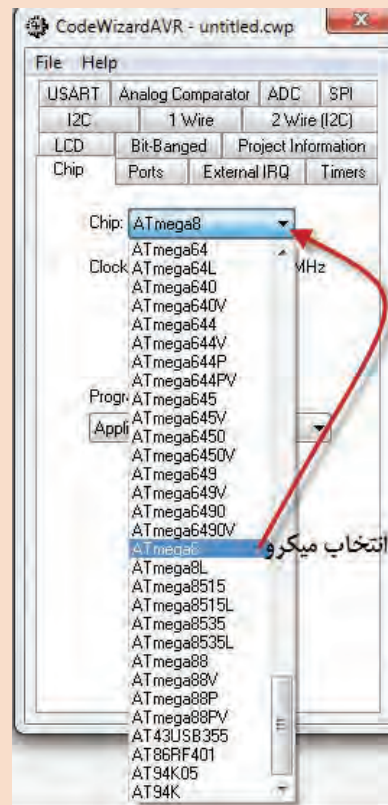 CodeWizardAVR - untitled.cwp
File Help
USART Analog Comparator ADC SPI
I2C 1 Wire 2 Wire (I2C)
LCD Bit-Banged Project Information
Chip Ports External IRQ Timers
Chip: ATmega8
ATmega64
Clock ATmega64L MHz
ATmega640
ATmega640V
ATmega644
ATmega644V
ATmega644P
ATmega644PV
Progr ATmega645
Appli ATmega645V
ATmega6450
ATmega6450V
ATmega649
ATmega649V
ATmega6490
ATmega6490V
ATmega8 انتخاب میکرو
ATmega8L
ATmega8515
ATmega8515L
ATmega8535
ATmega8535L
ATmega88
ATmega88V
ATmega88P
ATmega88PV
AT43USB355
AT86RF401
AT94K05
AT94K